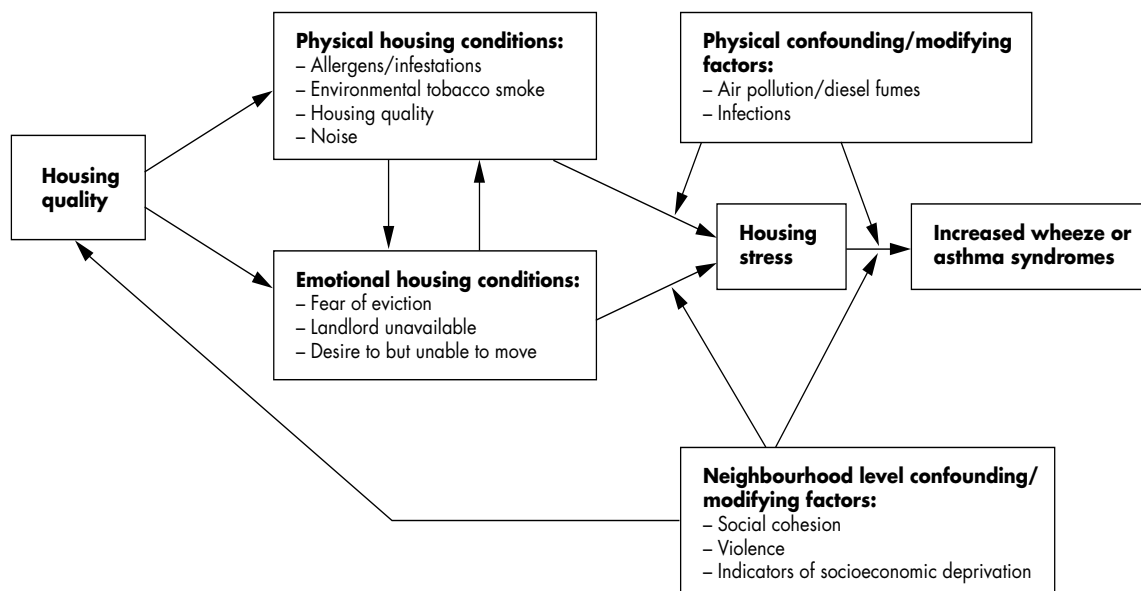 Physical housing conditions:
– Allergens/infestations
– Environmental tobacco smoke
– Housing quality
– Noise
Physical confounding/modifying
factors:
– Air pollution/diesel fumes
– Infections
Housing
quality
Housing
stress
Increased wheeze or
asthma syndromes
Emotional housing conditions:
– Fear of eviction
– Landlord unavailable
– Desire to but unable to move
Neighbourhood level confounding/
modifying factors:
– Social cohesion
– Violence
– Indicators of socioeconomic deprivation